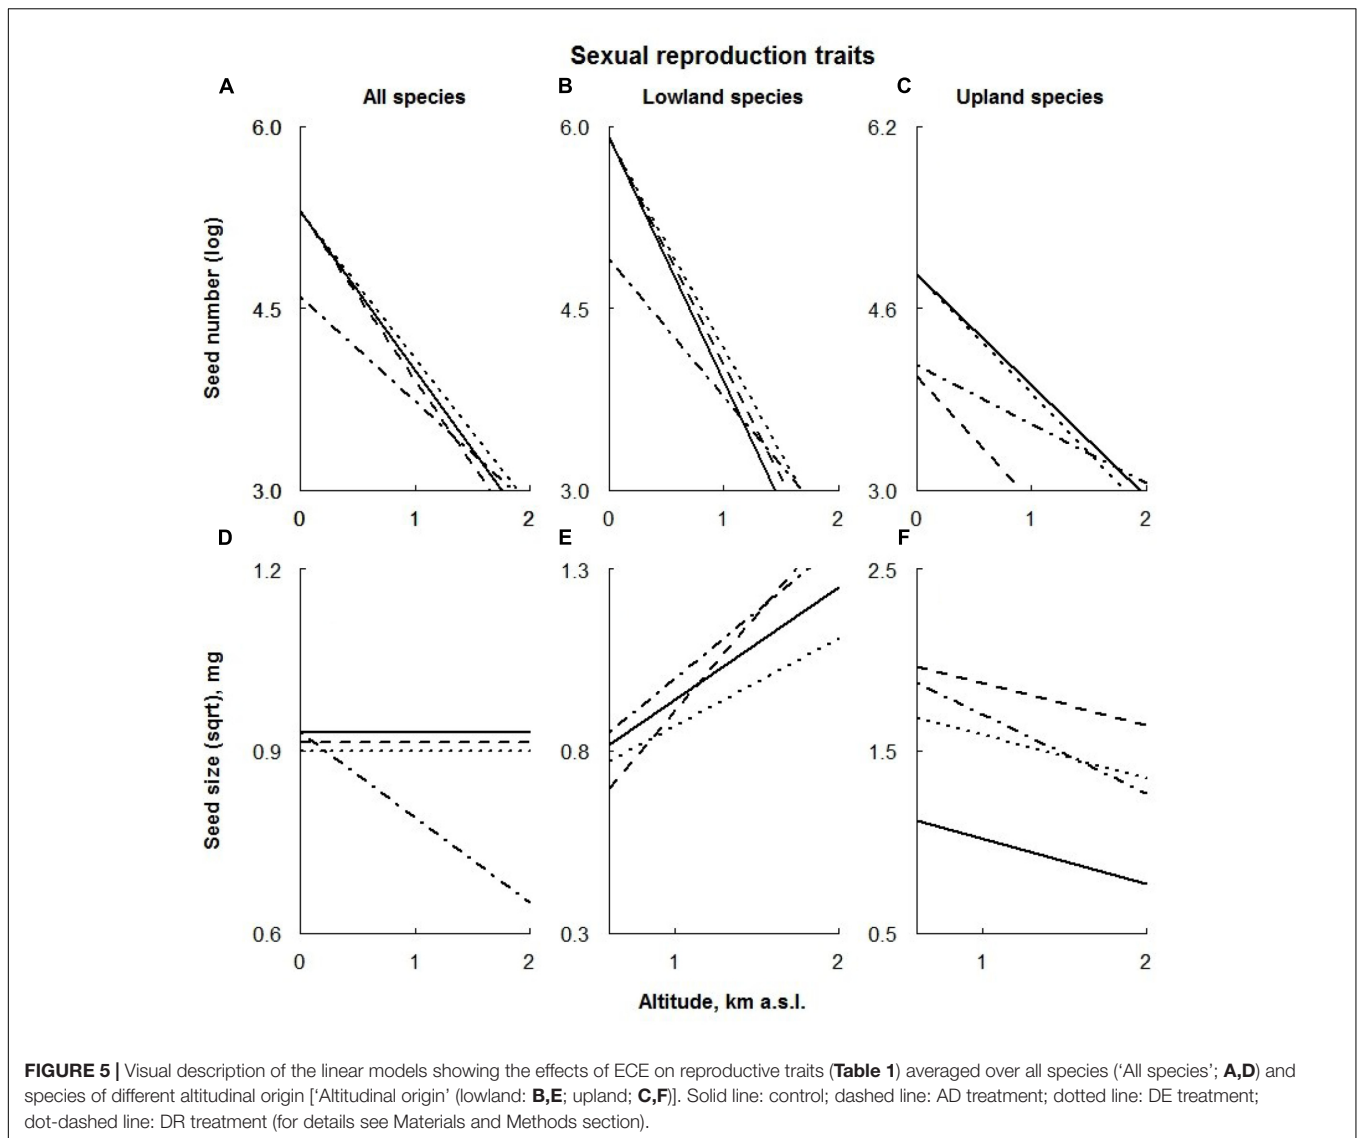 Sexual reproduction traits
A
All species
B
Lowland species
C
Upland species
Seed number (log)
6.0
4.5
3.0
0 1 2
6.0
4.5
3.0
0 1 2
6.2
4.6
3.0
0 1 2
D
E
F
Seed size (sqrt), mg
1.2
0.9
0.6
0 1 2
1.3
0.8
0.3
1 2
2.5
1.5
0.5
1 2
Altitude, km a.s.l.
FIGURE 5 | Visual description of the linear models showing the effects of ECE on reproductive traits (Table 1) averaged over all species (‘All species’; A,D) and
species of different altitudinal origin [‘Altitudinal origin’ (lowland: B,E; upland; C,F)]. Solid line: control; dashed line: AD treatment; dotted line: DE treatment;
dot-dashed line: DR treatment (for details see Materials and Methods section).